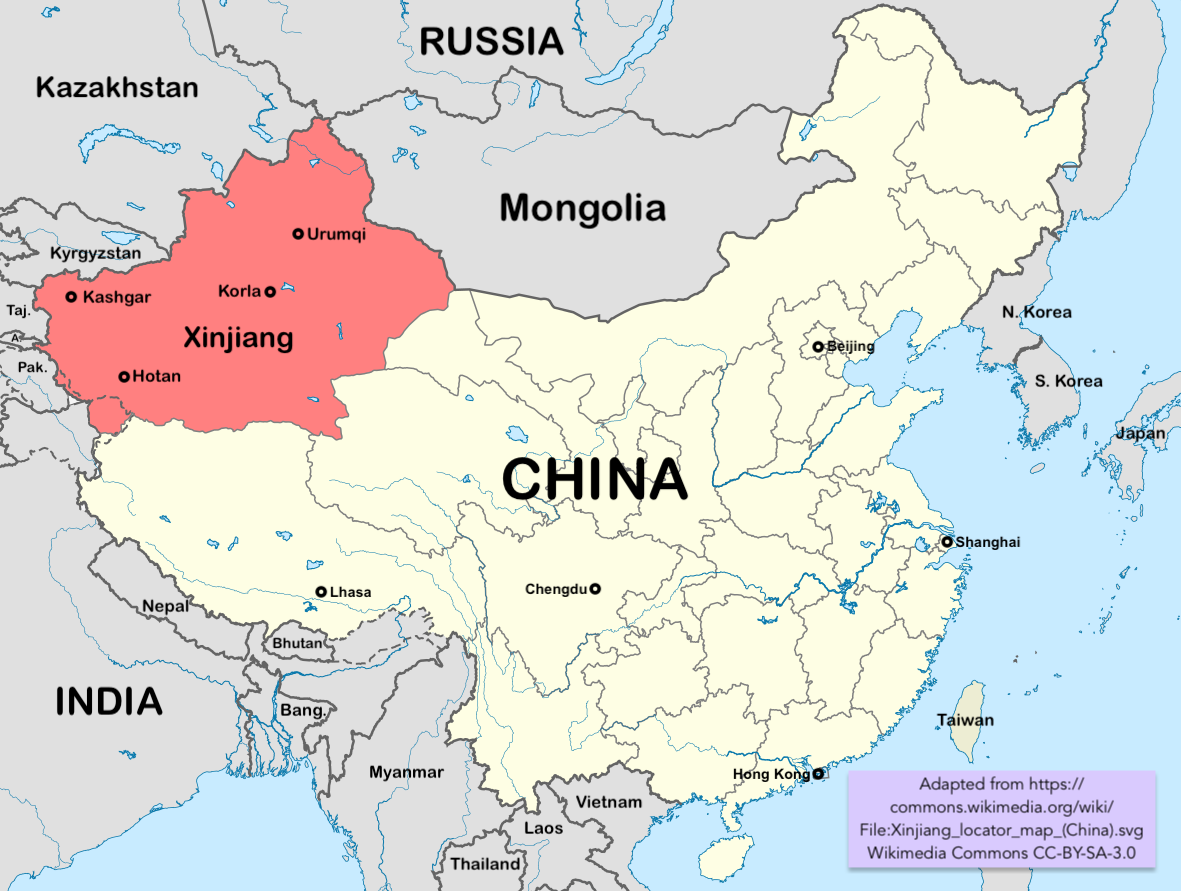 RUSSIA
Kazakhstan
Mongolia
Urumqi
Kyrgyzstan
Korla
Kashgar
Taj.
N. Korea
Xinjiang
A.
Beijing
Pak.
Hotan
S. Korea
Japan
CHINA
Shanghai
Chengdu
Lhasa
Nepal
Bhutan
INDIA
Bang.
Taiwan
Myanmar
Hong Kong
Vietnam
Laos
Thailand
Adapted from https://
commons.wikimedia.org/wiki/
File:Xinjiang_locator_map_(China).svg
Wikimedia Commons CC-BY-SA-3.0